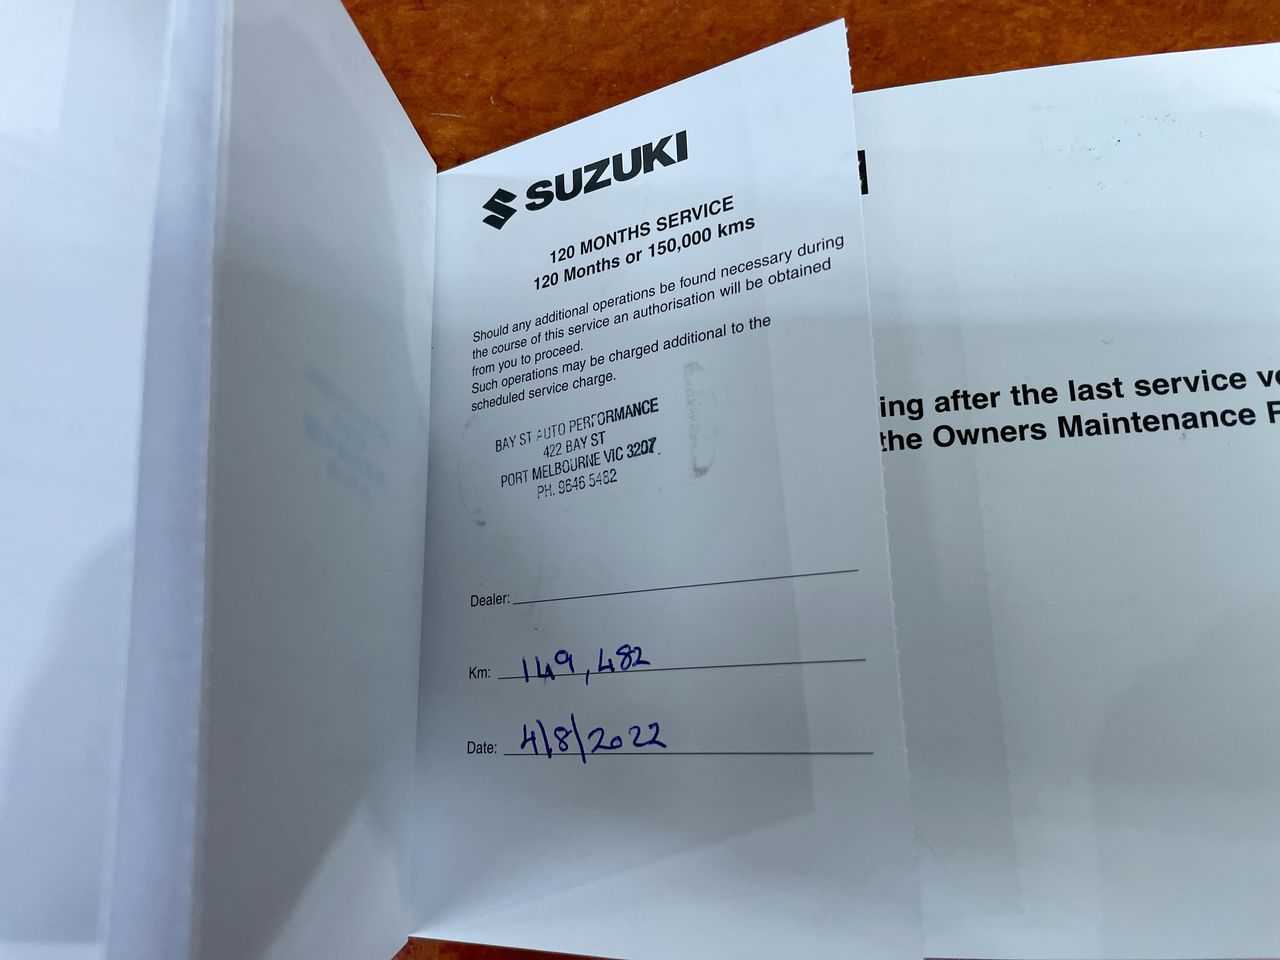 SUZUKI
120 MONTHS SERVICE
120 Months or 150,000 kms
Should any additional operations be found necessary during
the course of this service an authorisation will be obtained
from you to proceed.
Such operations may be charged additional to the
scheduled service charge.
BAY ST AUTO PERFORMANCE
422 BAY ST
PORT MELBOURNE VIC 3207
PH. 9646 5482
Dealer:
Km: 149,482
Date: 4/8/2022
ing after the last service
the Owners Maintenance